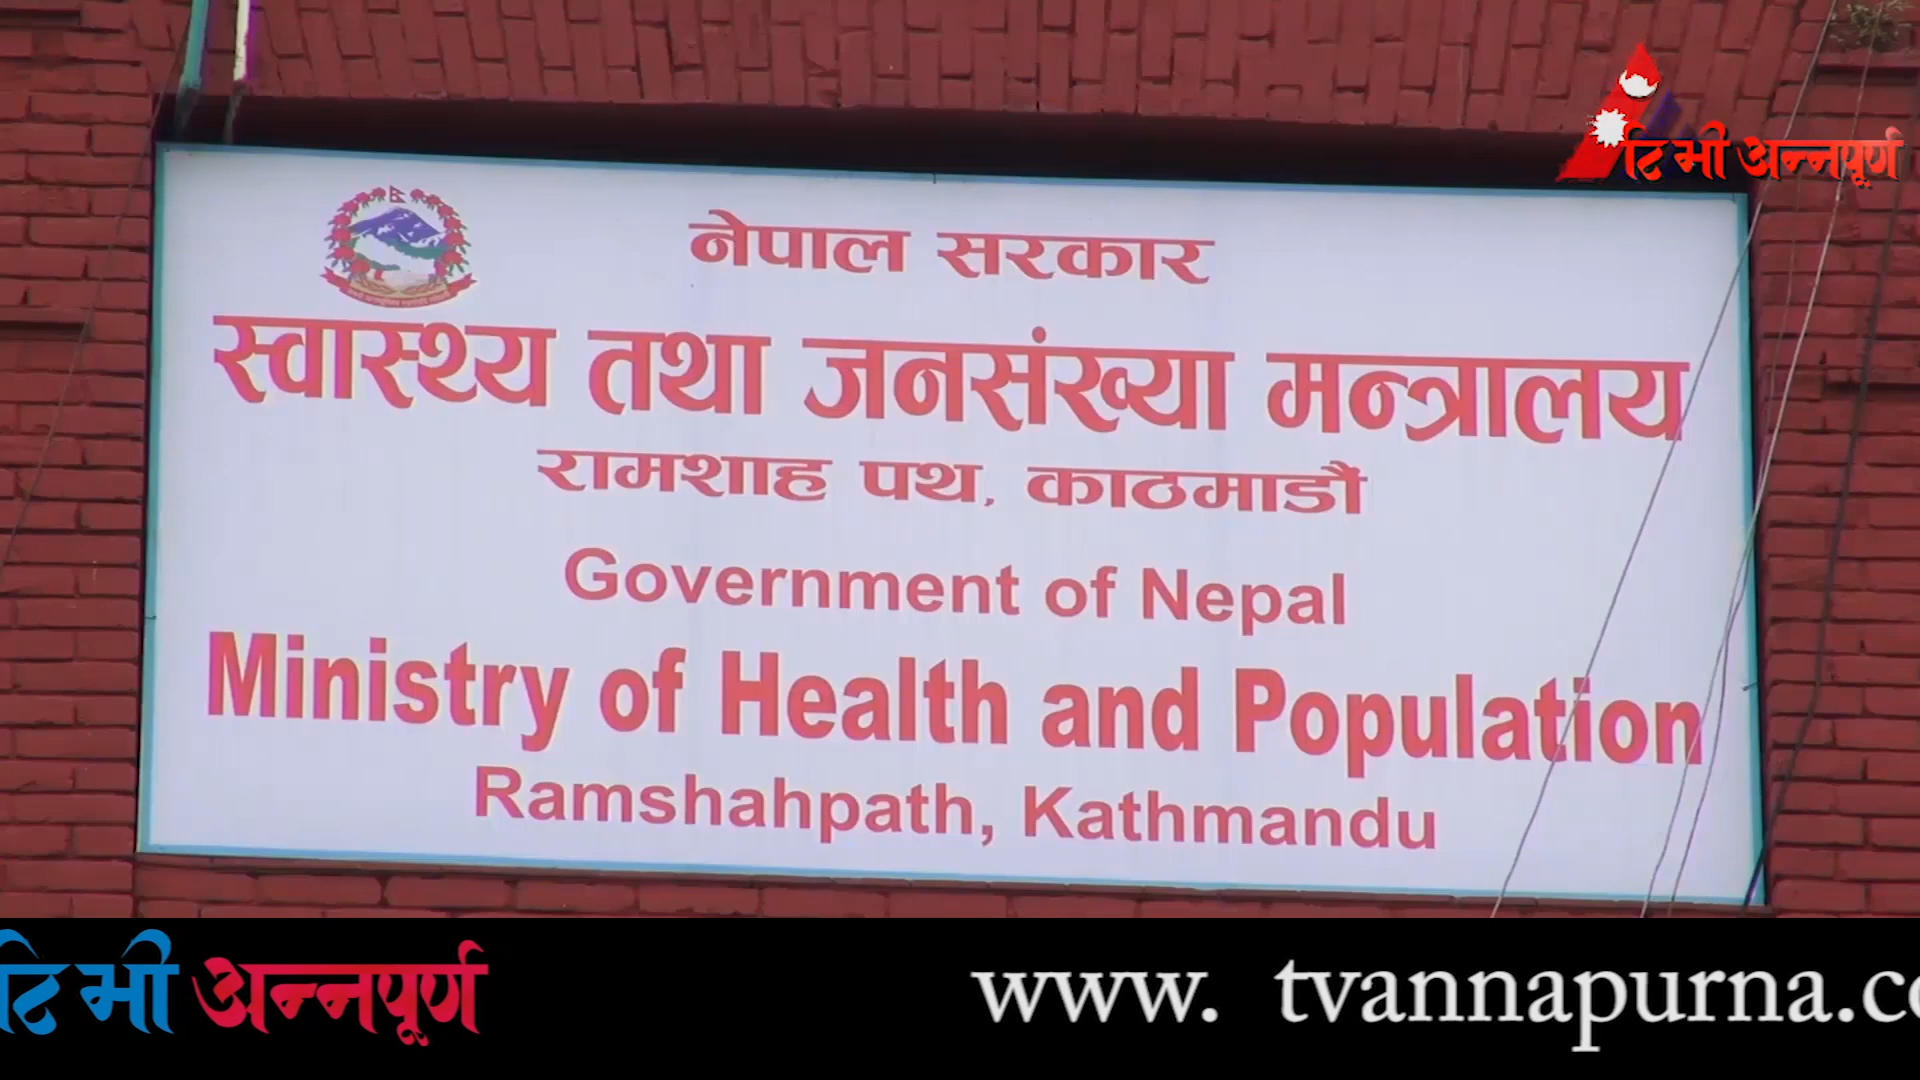 टिभी अन्नपूर्ण
नेपाल सरकार
स्वास्थ्य तथा जनसंख्या मन्त्रालय
रामशाह पथ, काठमाडौं
Government of Nepal
Ministry of Health and Population
Ramshahpath, Kathmandu
टिभी अन्नपूर्ण
www. tvannapurna.co